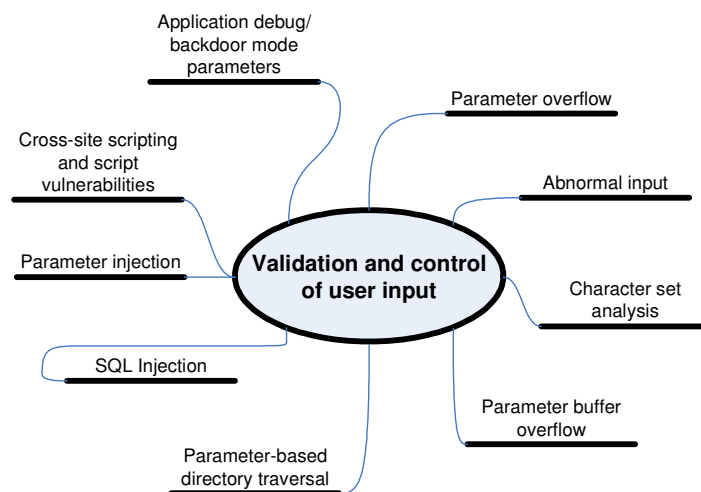 Application debug/
backdoor mode
parameters
Parameter overflow
Cross-site scripting
and script
vulnerabilities
Abnormal input
Validation and control
of user input
Parameter injection
Character set
analysis
SQL Injection
Parameter buffer
overflow
Parameter-based
directory traversal